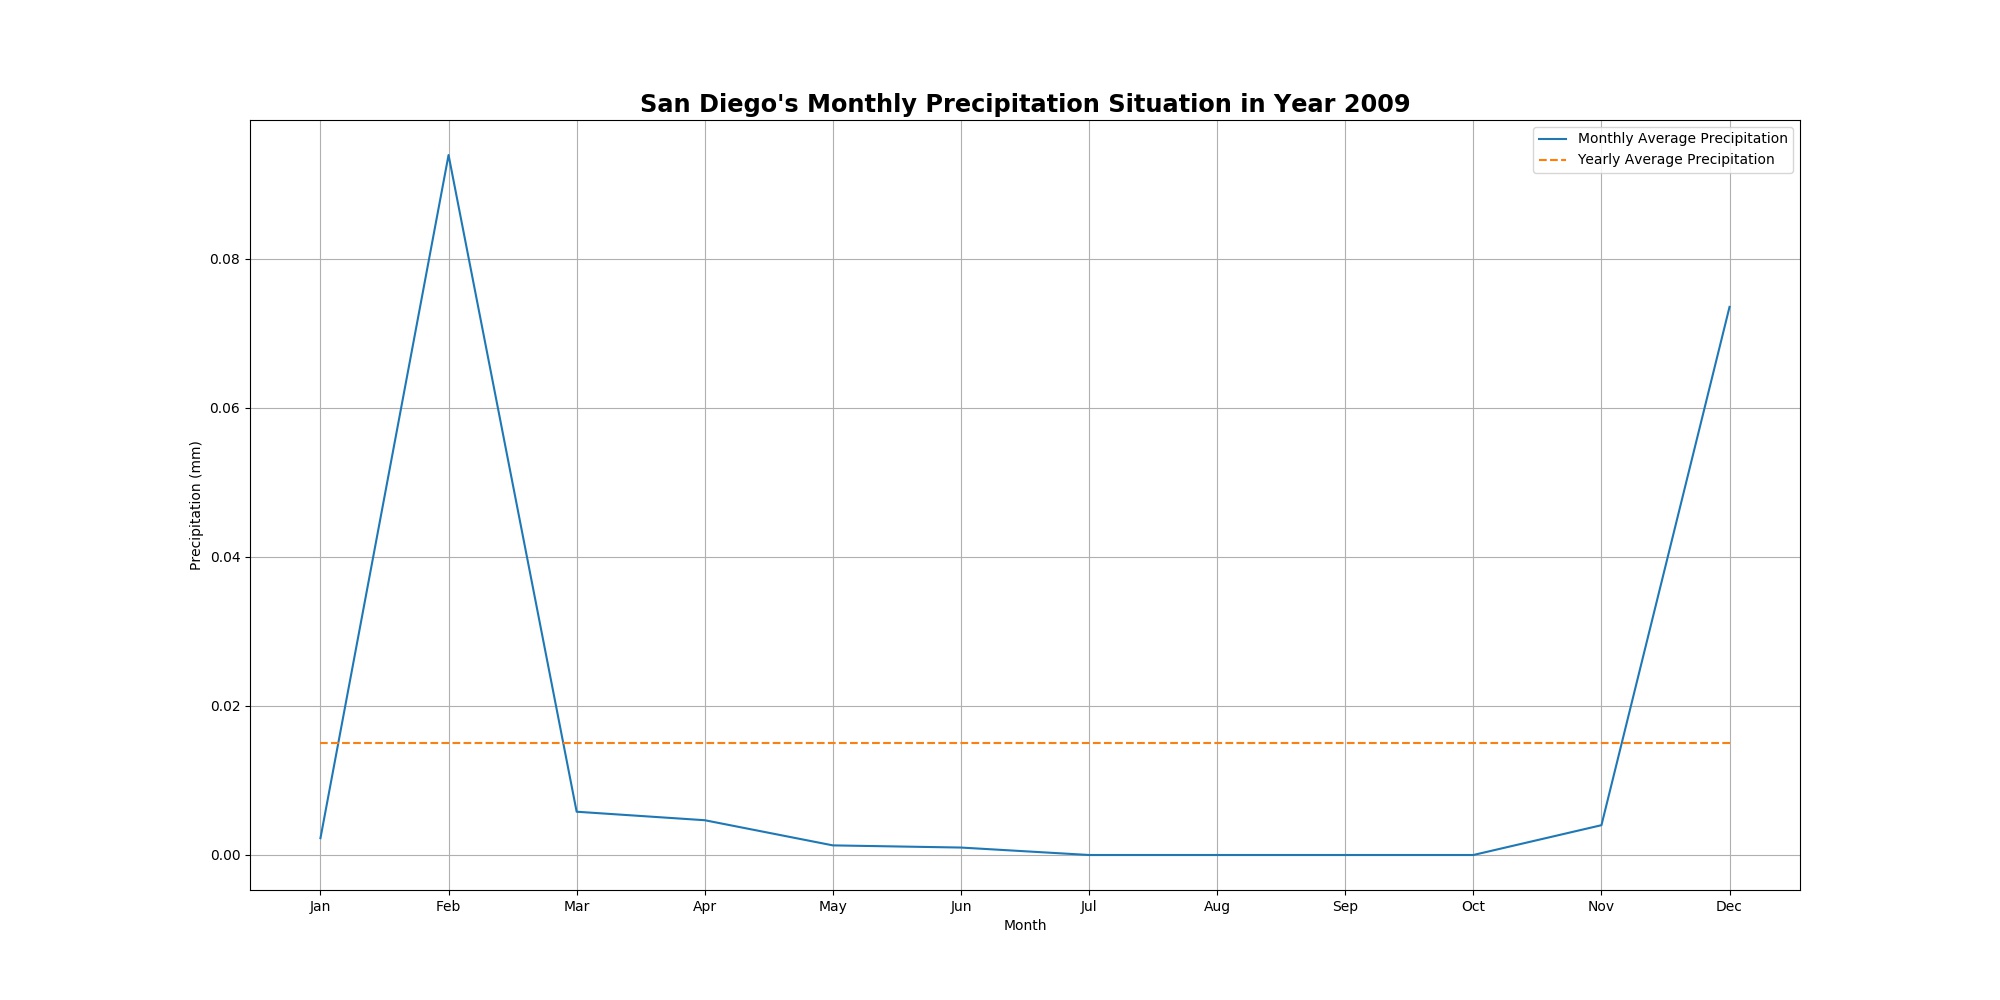 San Diego's Monthly Precipitation Situation in Year 2009
Monthly Average Precipitation
Yearly Average Precipitation
Precipitation (mm)
0.08
0.06
0.04
0.02
0.00
Jan Feb Mar Apr May Jun Jul Aug Sep Oct Nov Dec
Month